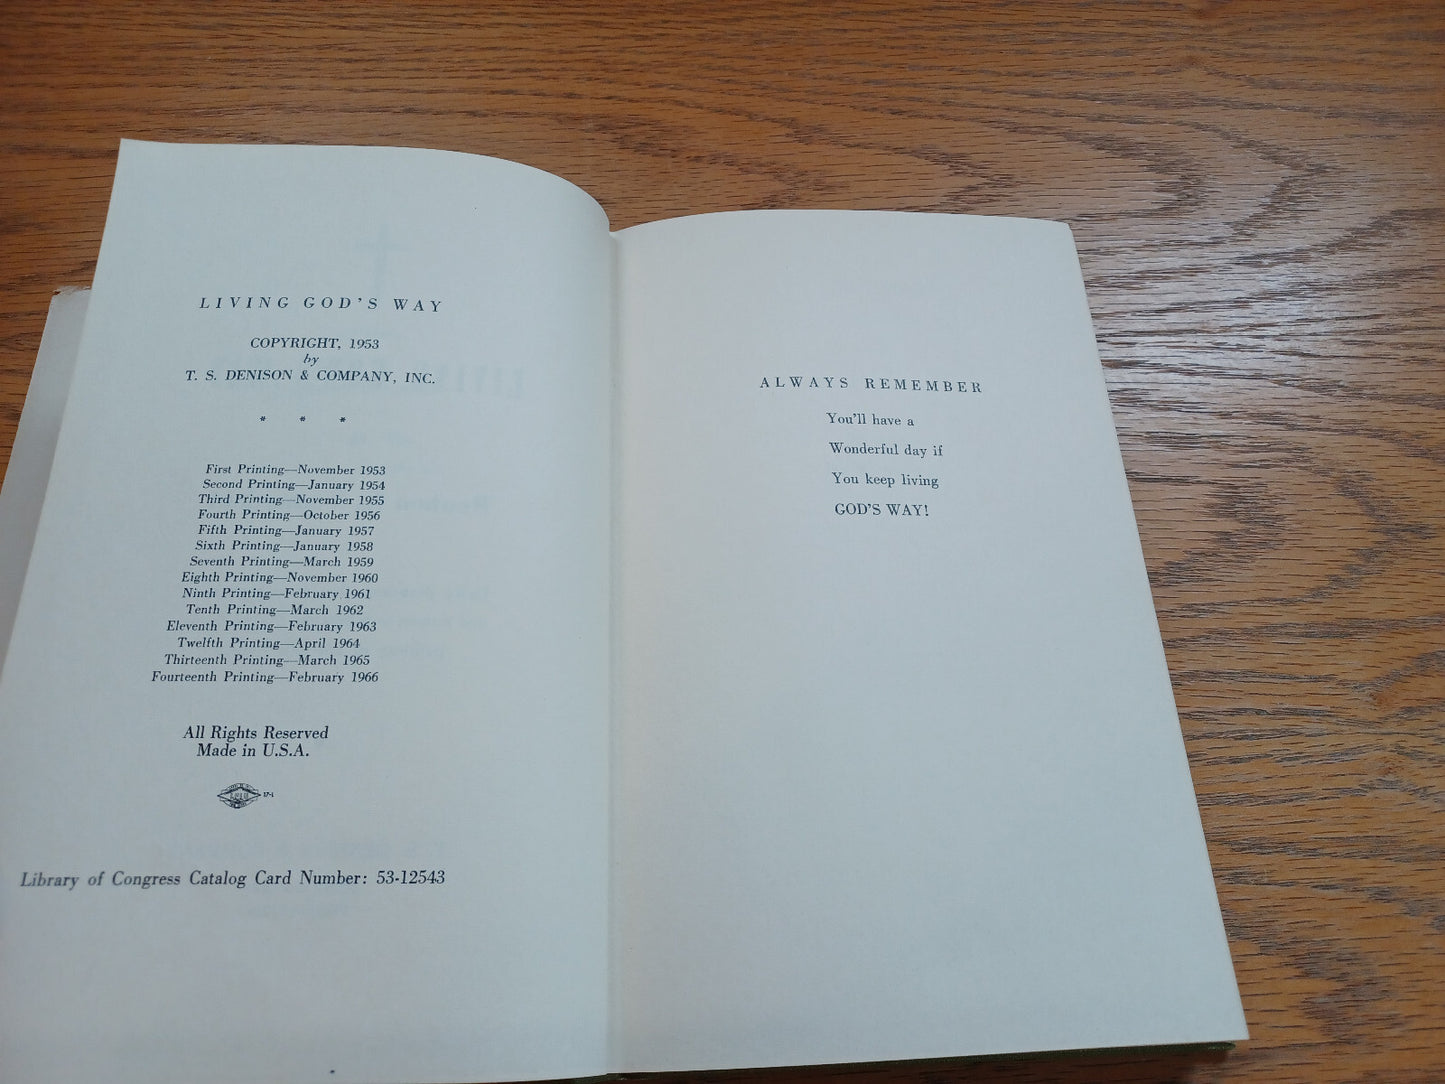 LIVING GOD'S WAY
COPYRIGHT, 1953
by
T. S. DENISON & COMPANY, INC.
* * *
First Printing—November 1953
Second Printing—January 1954
Third Printing—November 1955
Fourth Printing—October 1956
Fifth Printing—January 1957
Sixth Printing—January 1958
Seventh Printing—March 1959
Eighth Printing—November 1960
Ninth Printing—February 1961
Tenth Printing—March 1962
Eleventh Printing—February 1963
Twelfth Printing—April 1964
Thirteenth Printing—March 1965
Fourteenth Printing—February 1966
All Rights Reserved
Made in U.S.A.
Library of Congress Catalog Card Number: 53-12543
ALWAYS REMEMBER
You'll have a
Wonderful day if
You keep living
GOD'S WAY!